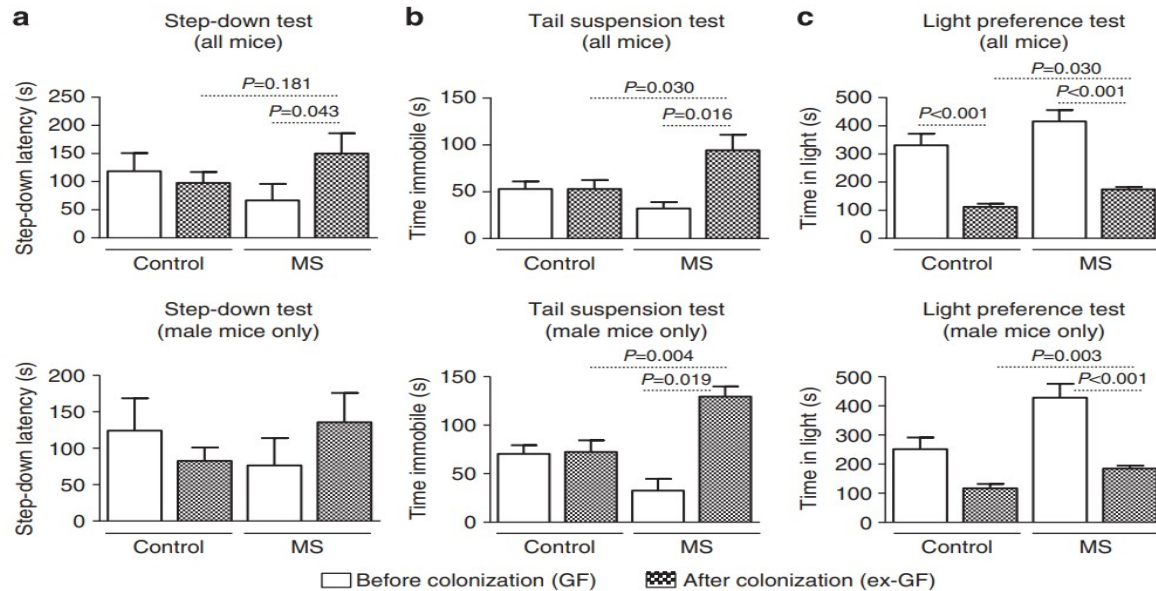 a
Step-down test
(all mice)
Step-down latency (s)
250
200
150
100
50
0
P=0.181
P=0.043
Control
MS
b
Tail suspension test
(all mice)
Time immobile (s)
150
100
50
0
P=0.030
P=0.016
Control
MS
c
Light preference test
(all mice)
Time in light (s)
500
400
300
200
100
0
P=0.030
P<0.001
P<0.001
Control
MS
Step-down test
(male mice only)
Step-down latency (s)
200
150
100
50
0
Control
MS
Tail suspension test
(male mice only)
Time immobile (s)
150
100
50
0
P=0.004
P=0.019
Control
MS
Light preference test
(male mice only)
Time in light (s)
500
400
300
200
100
0
P=0.003
P<0.001
Control
MS
Before colonization (GF)
After colonization (ex-GF)